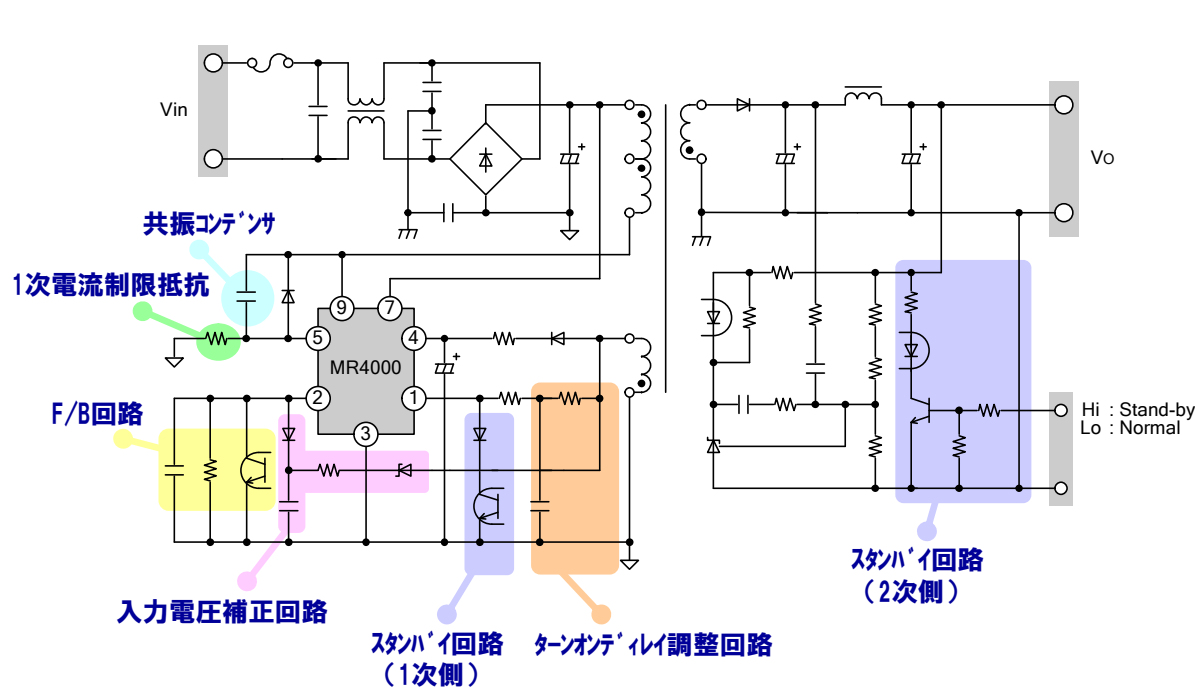 Vin
Vo
共振コンデンサ
1次電流制限抵抗
9
7
5
4
MR4000
2
1
3
F/B回路
Hi : Stand-by
Lo : Normal
入力電圧補正回路
スタンバイ回路
(1次側)
ターンオンディレイ調整回路
スタンバイ回路
(2次側)
+
+
+
+